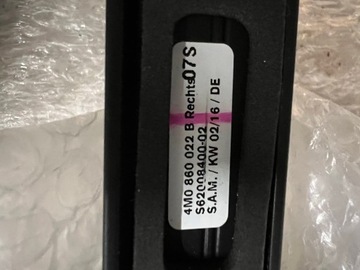 4M0 860 022 B Rechts 07S
S62008400-02
S.A.M. / KW 02/16 / DE